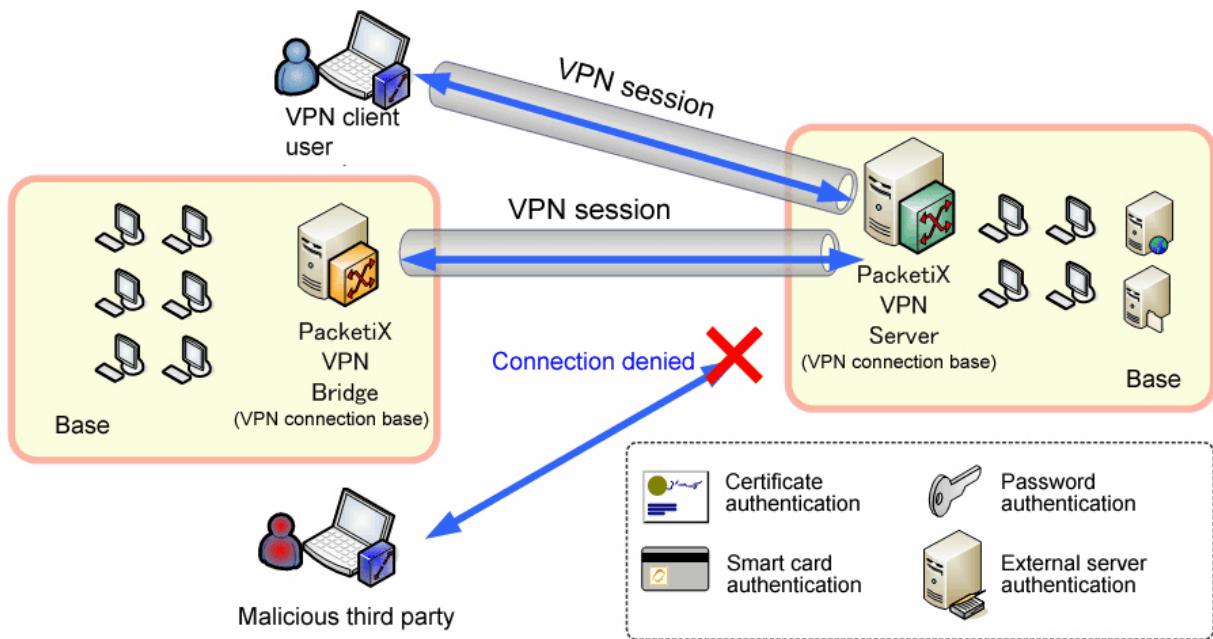 VPN session
VPN client
user
VPN session
PacketiX
VPN
Bridge
(VPN connection base)
Base
PacketiX
VPN
Server
(VPN connection base)
Base
Connection denied
Malicious third party
Certificate
authentication
Password
authentication
Smart card
authentication
External server
authentication